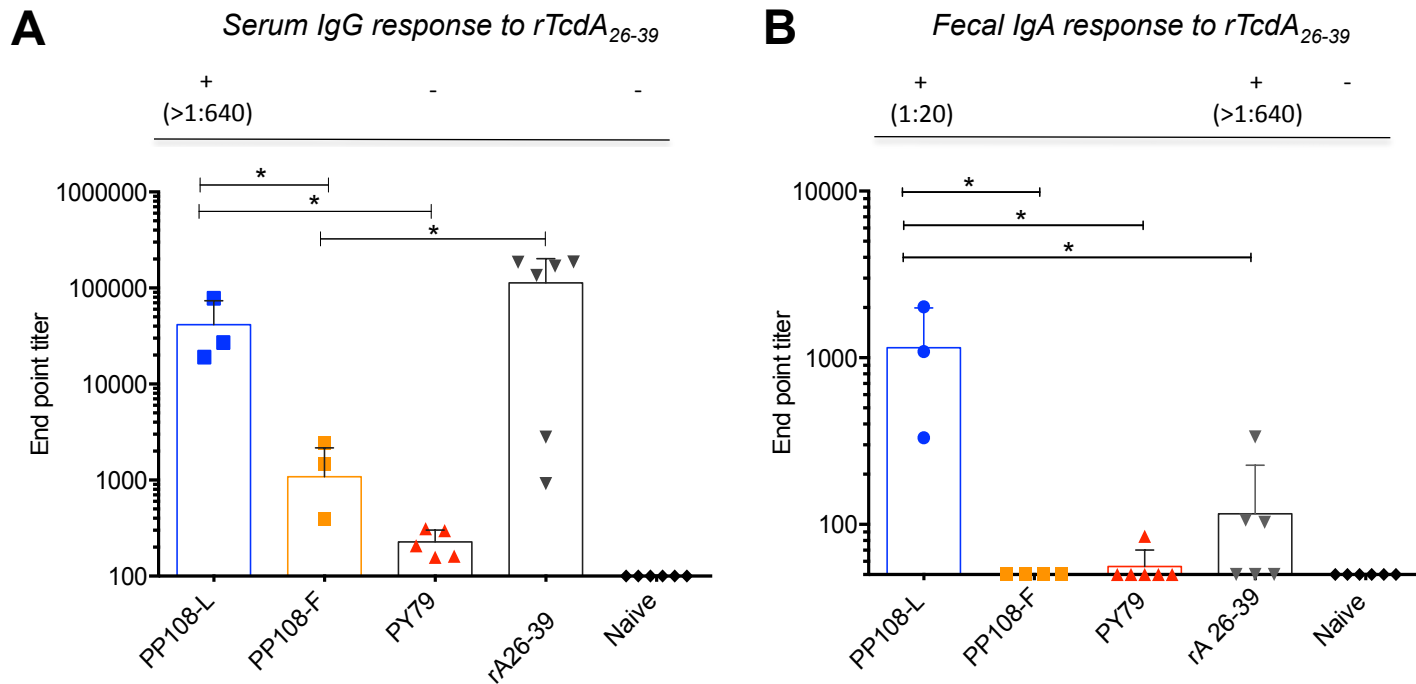 A
Serum IgG response to rTcdA26-39
+ - -
(>1:640)
* * *
End point titer
1000000
100000
10000
1000
100
PP108-L PP108-F PY79 rA26-39 Naive
B
Fecal IgA response to rTcdA26-39
+ + -
(1:20) (>1:640)
* * *
End point titer
10000
1000
100
PP108-L PP108-F PY79 rA 26-39 Naive